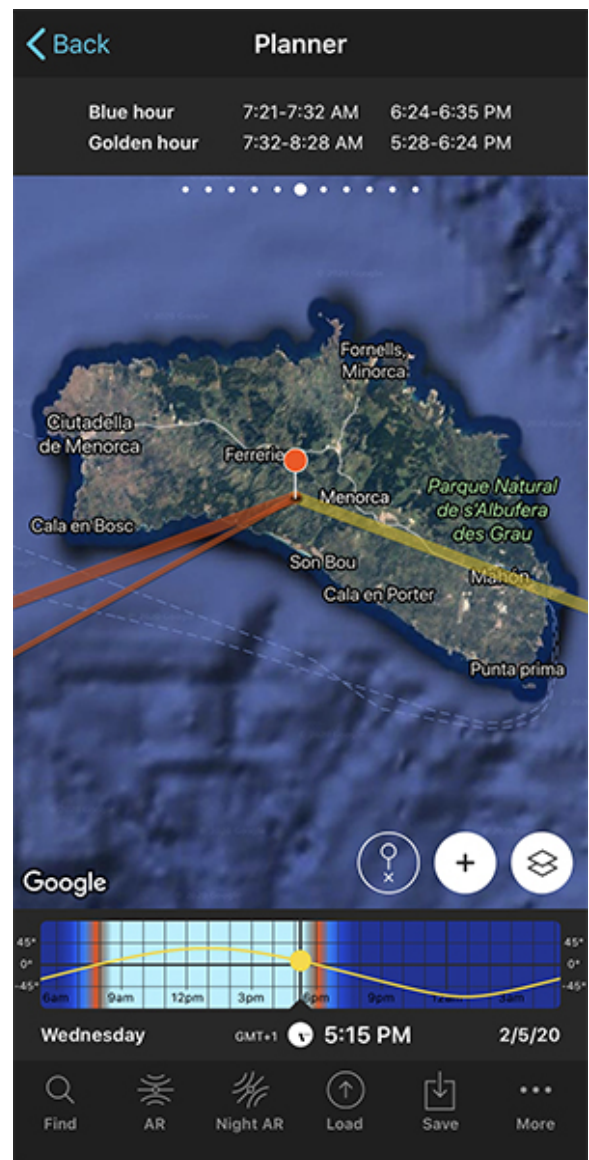 Back
Planner
Blue hour 7:21-7:32 AM 6:24-6:35 PM
Golden hour 7:32-8:28 AM 5:28-6:24 PM
Fornells,
Minorca
Ciutadella
de Menorca
Ferrerie
Menorca
Parque Natural
de s'Albufera
des Grau
Cala en Bosc
Son Bou
Mahón
Cala en Porter
Punta prima
Google
45° 45°
0° 0°
-45° -45°
6am 9am 12pm 3pm 6pm 9pm 12am 3am
Wednesday GMT+1 5:15 PM 2/5/20
Find AR Night AR Load Save More